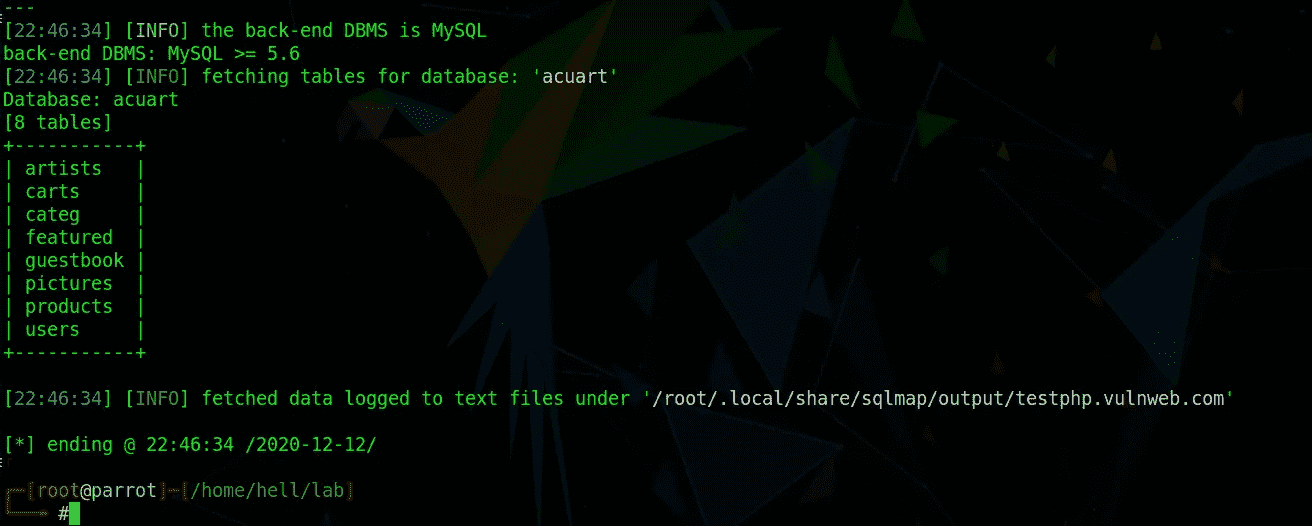 ---
[22:46:34] [INFO] the back-end DBMS is MySQL
back-end DBMS: MySQL >= 5.6
[22:46:34] [INFO] fetching tables for database: 'acuart'
Database: acuart
[8 tables]
+-----------+
| artists   |
| carts     |
| categ     |
| featured  |
| guestbook |
| pictures  |
| products  |
| users     |
+-----------+

[22:46:34] [INFO] fetched data logged to text files under '/root/.local/share/sqlmap/output/testphp.vulnweb.com'

[*] ending @ 22:46:34 /2020-12-12/

┌─[root@parrot]─[/home/hell/lab]
└──╼ #